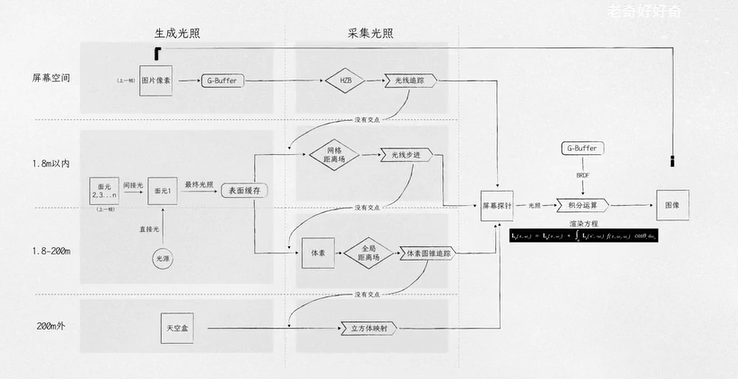 老奇好好奇
生成光照
采集光照
屏幕空间
(上一帧)
图片像素
G-Buffer
HZB
光线追踪
没有交点
1.8m以内
网格
距离场
光线步进
G-Buffer
BRDF
面元
2,3...n
(上一帧)
间接光
面元1
最终光照
表面缓存
屏幕探针
光照
积分运算
图像
渲染方程
直接光
光源
没有交点
1.8-200m
体素
全局
距离场
体素圆锥追踪
没有交点
200m外
天空盒
立方体映射